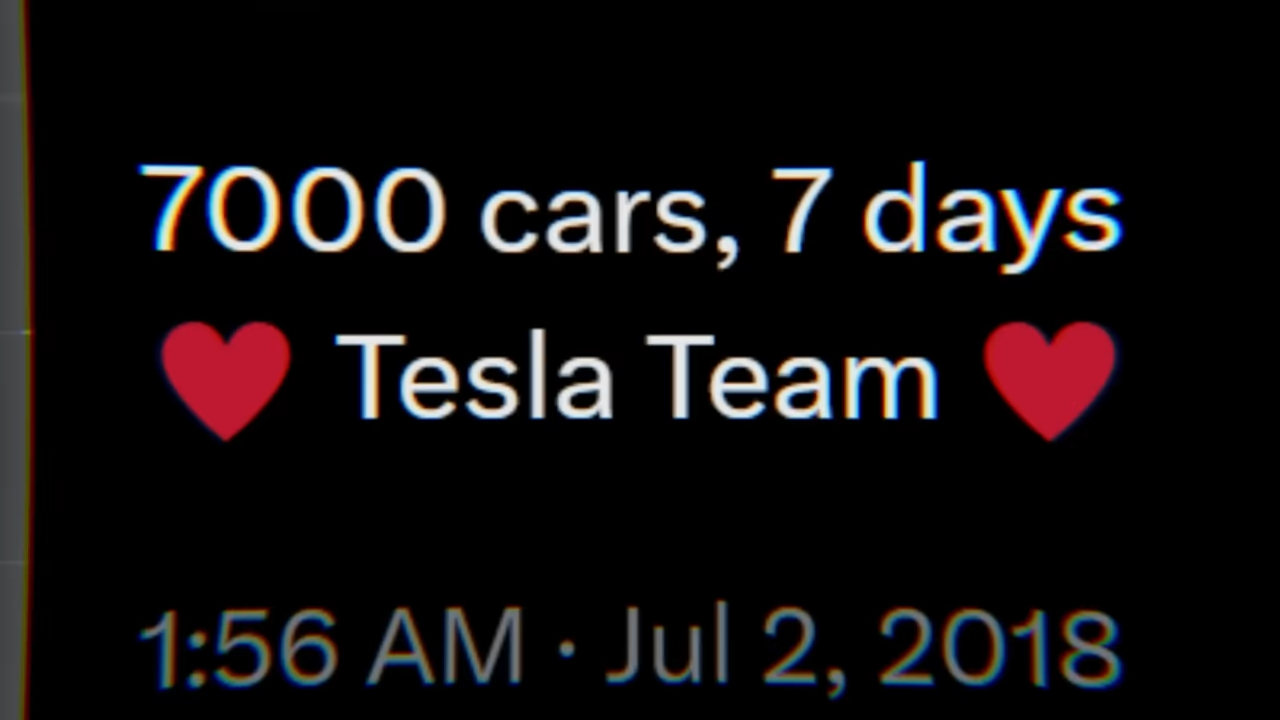 7000 cars, 7 days
♥️ Tesla Team ♥️
1:56 AM · Jul 2, 2018